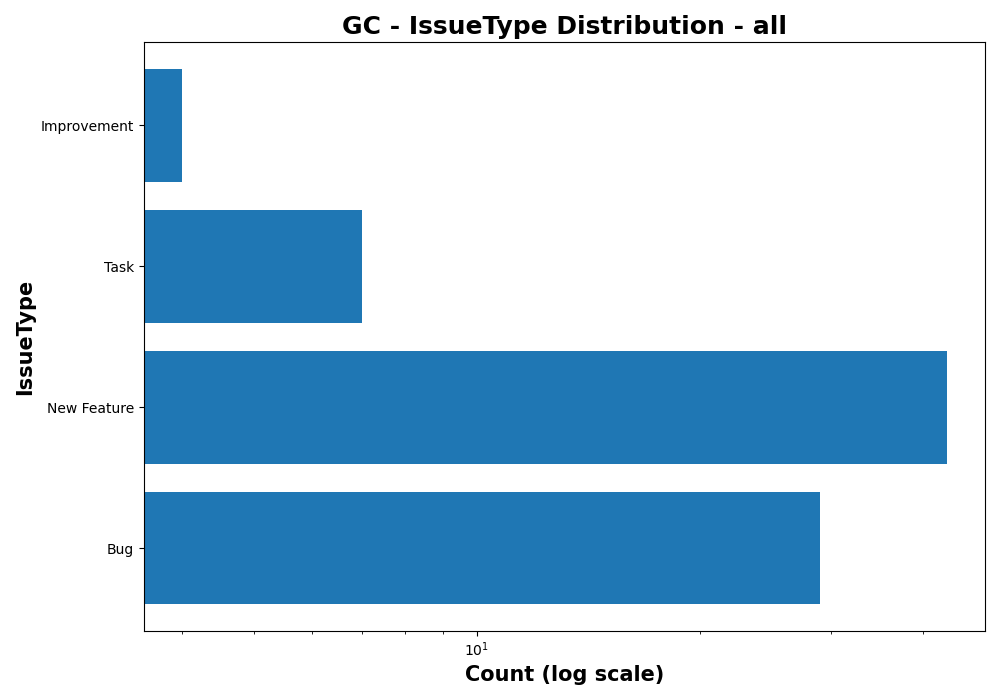 GC - IssueType Distribution - all
IssueType
Improvement
Task
New Feature
Bug
10¹
Count (log scale)